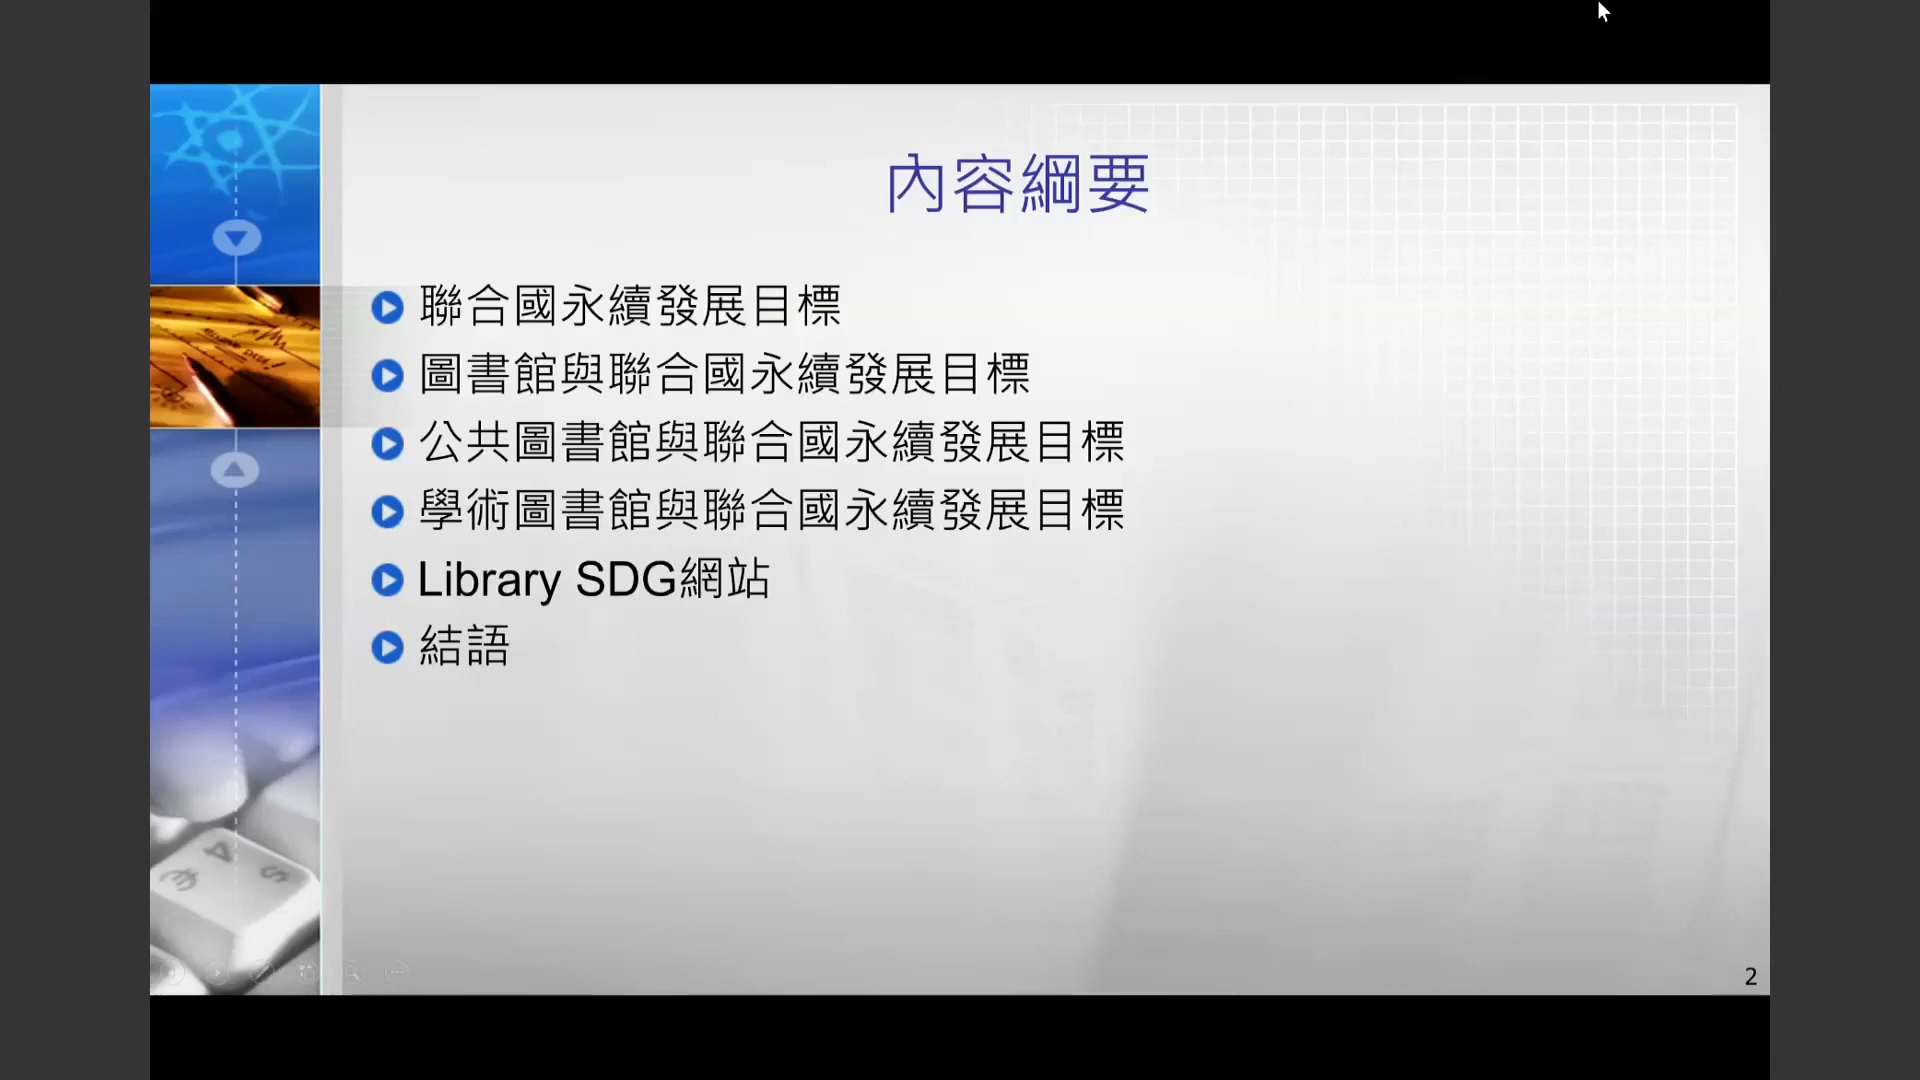 內容綱要
聯合國永續發展目標
圖書館與聯合國永續發展目標
公共圖書館與聯合國永續發展目標
學術圖書館與聯合國永續發展目標
Library SDG網站
結語
2